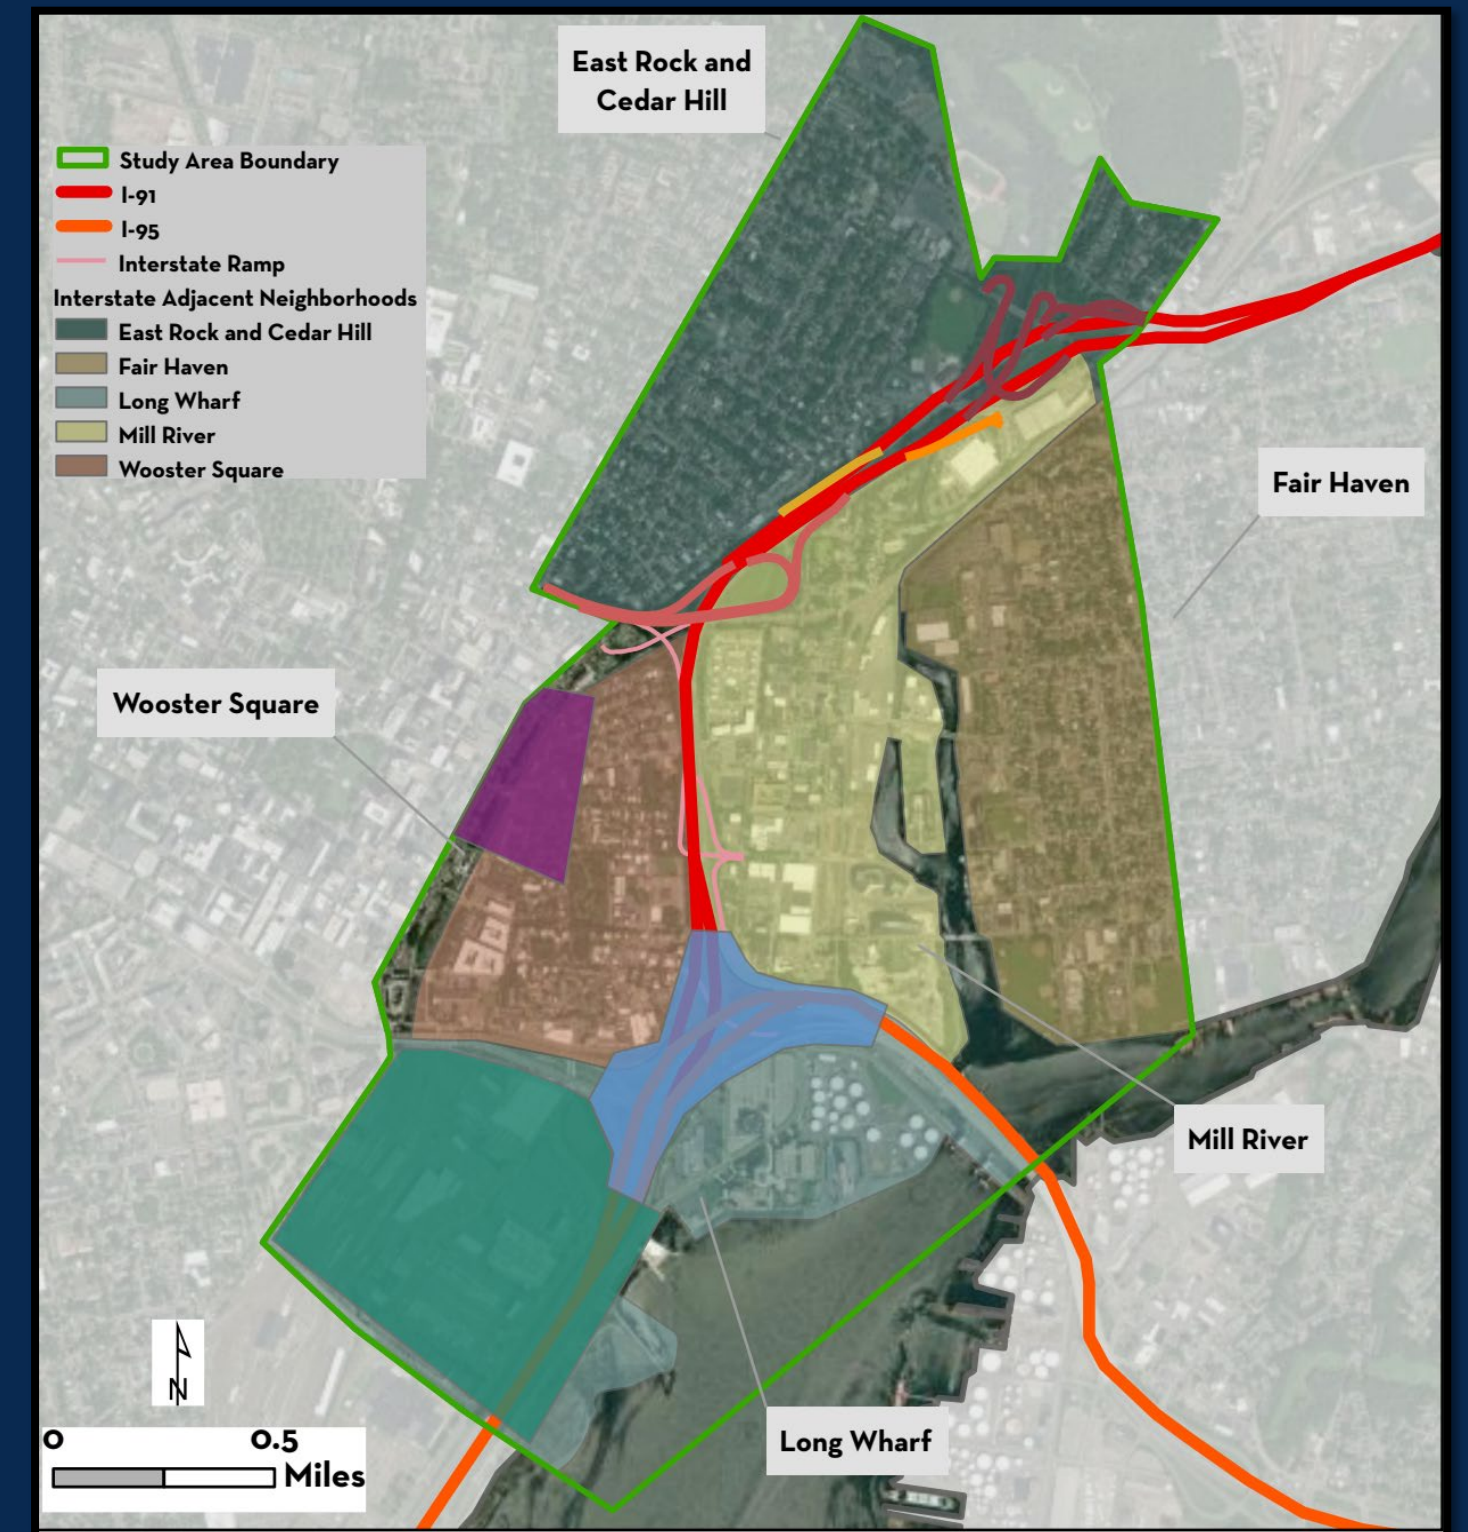 East Rock and
Cedar Hill
Study Area Boundary
I-91
I-95
Interstate Ramp
Interstate Adjacent Neighborhoods
East Rock and Cedar Hill
Fair Haven
Long Wharf
Mill River
Wooster Square
Fair Haven
Wooster Square
Mill River
Long Wharf
N
0 0.5
Miles